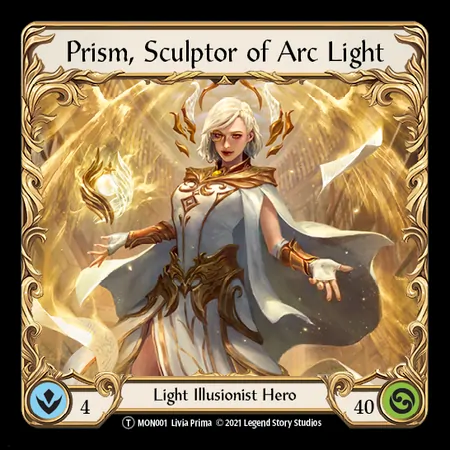 Prism, Sculptor of Arc Light
4
Light Illusionist Hero
40
T MON001 Livia Prima © 2021 Legend Story Studios